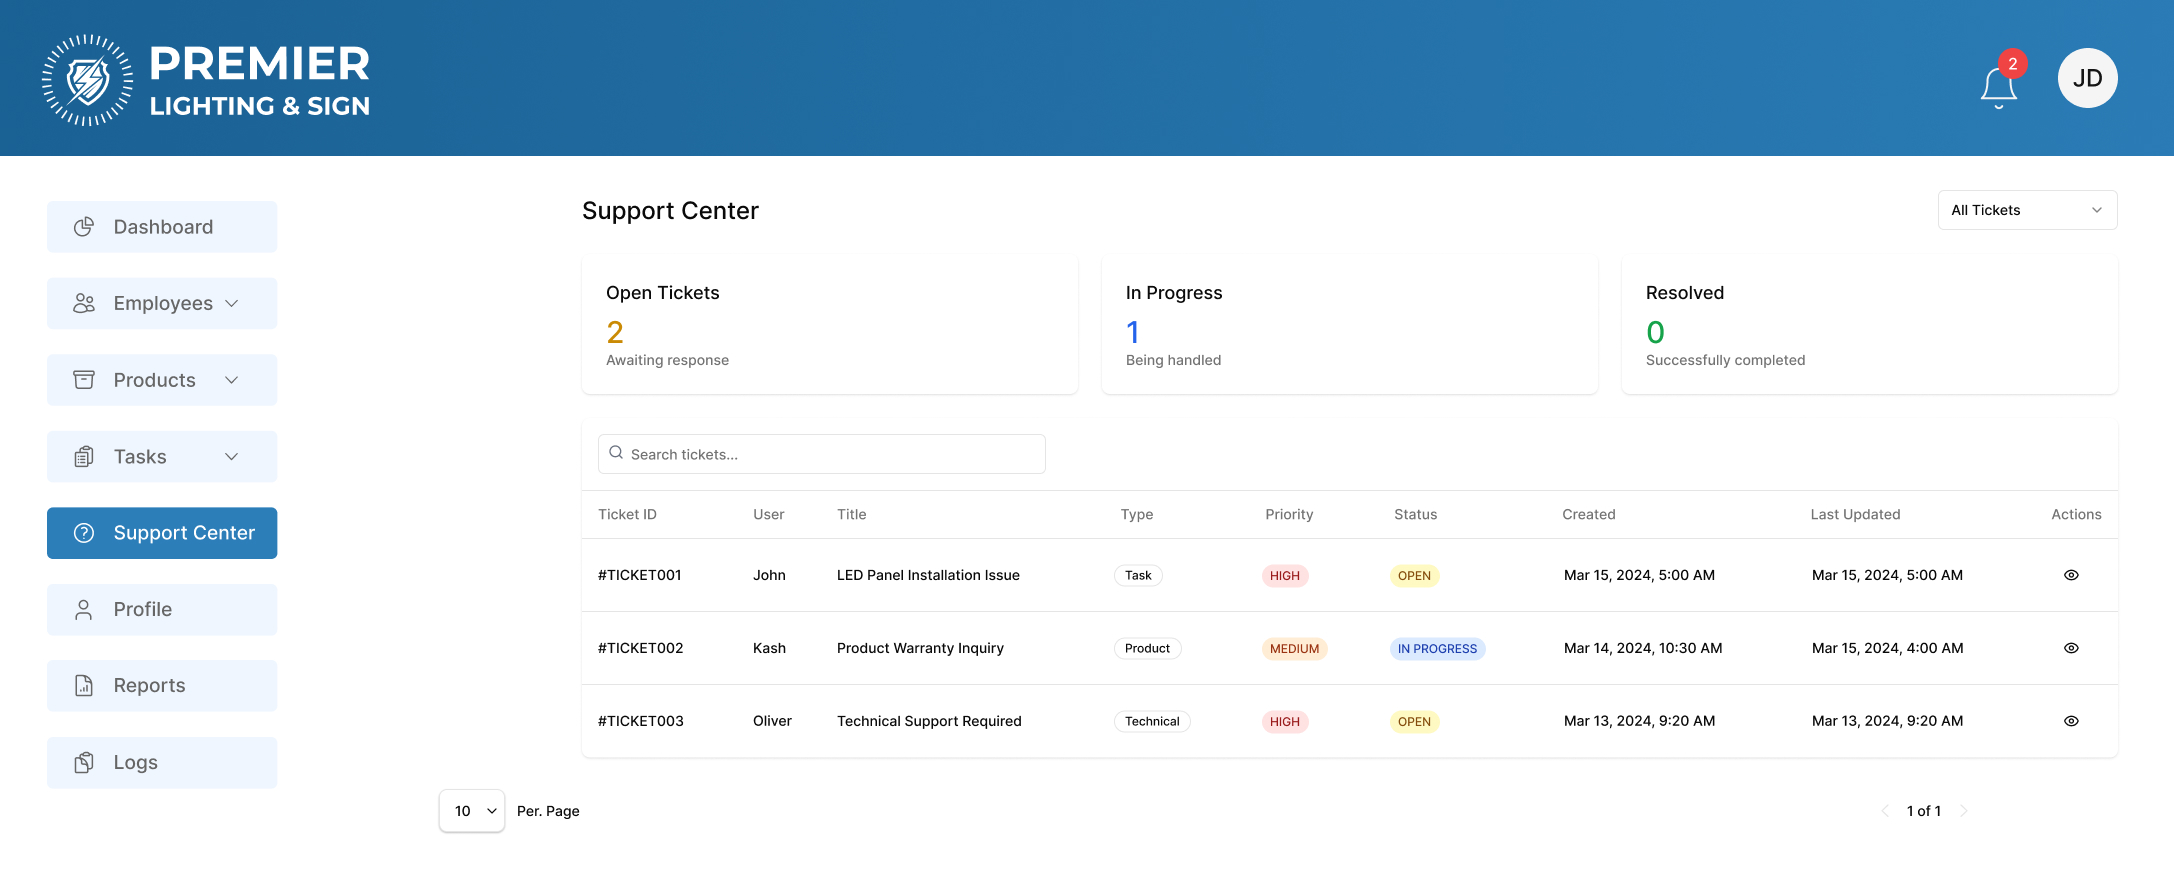 PREMIER
LIGHTING & SIGN
2
JD
Dashboard
Employees
Products
Tasks
Support Center
Profile
Reports
Logs
Support Center
All Tickets
Open Tickets
2
Awaiting response
In Progress
1
Being handled
Resolved
0
Successfully completed
Search tickets...
Ticket ID User Title Type Priority Status Created Last Updated Actions
#TICKET001 John LED Panel Installation Issue Task HIGH OPEN Mar 15, 2024, 5:00 AM Mar 15, 2024, 5:00 AM
#TICKET002 Kash Product Warranty Inquiry Product MEDIUM IN PROGRESS Mar 14, 2024, 10:30 AM Mar 15, 2024, 4:00 AM
#TICKET003 Oliver Technical Support Required Technical HIGH OPEN Mar 13, 2024, 9:20 AM Mar 13, 2024, 9:20 AM
10 Per. Page
1 of 1